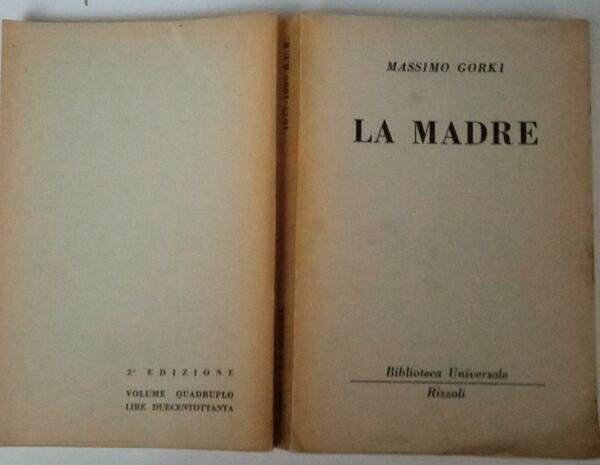 MASSIMO GORKI
LA MADRE
Biblioteca Universale
Rizzoli
B.U.R.
2ª EDIZIONE
VOLUME QUADRUPLO
LIRE DUECENTOTTANTA